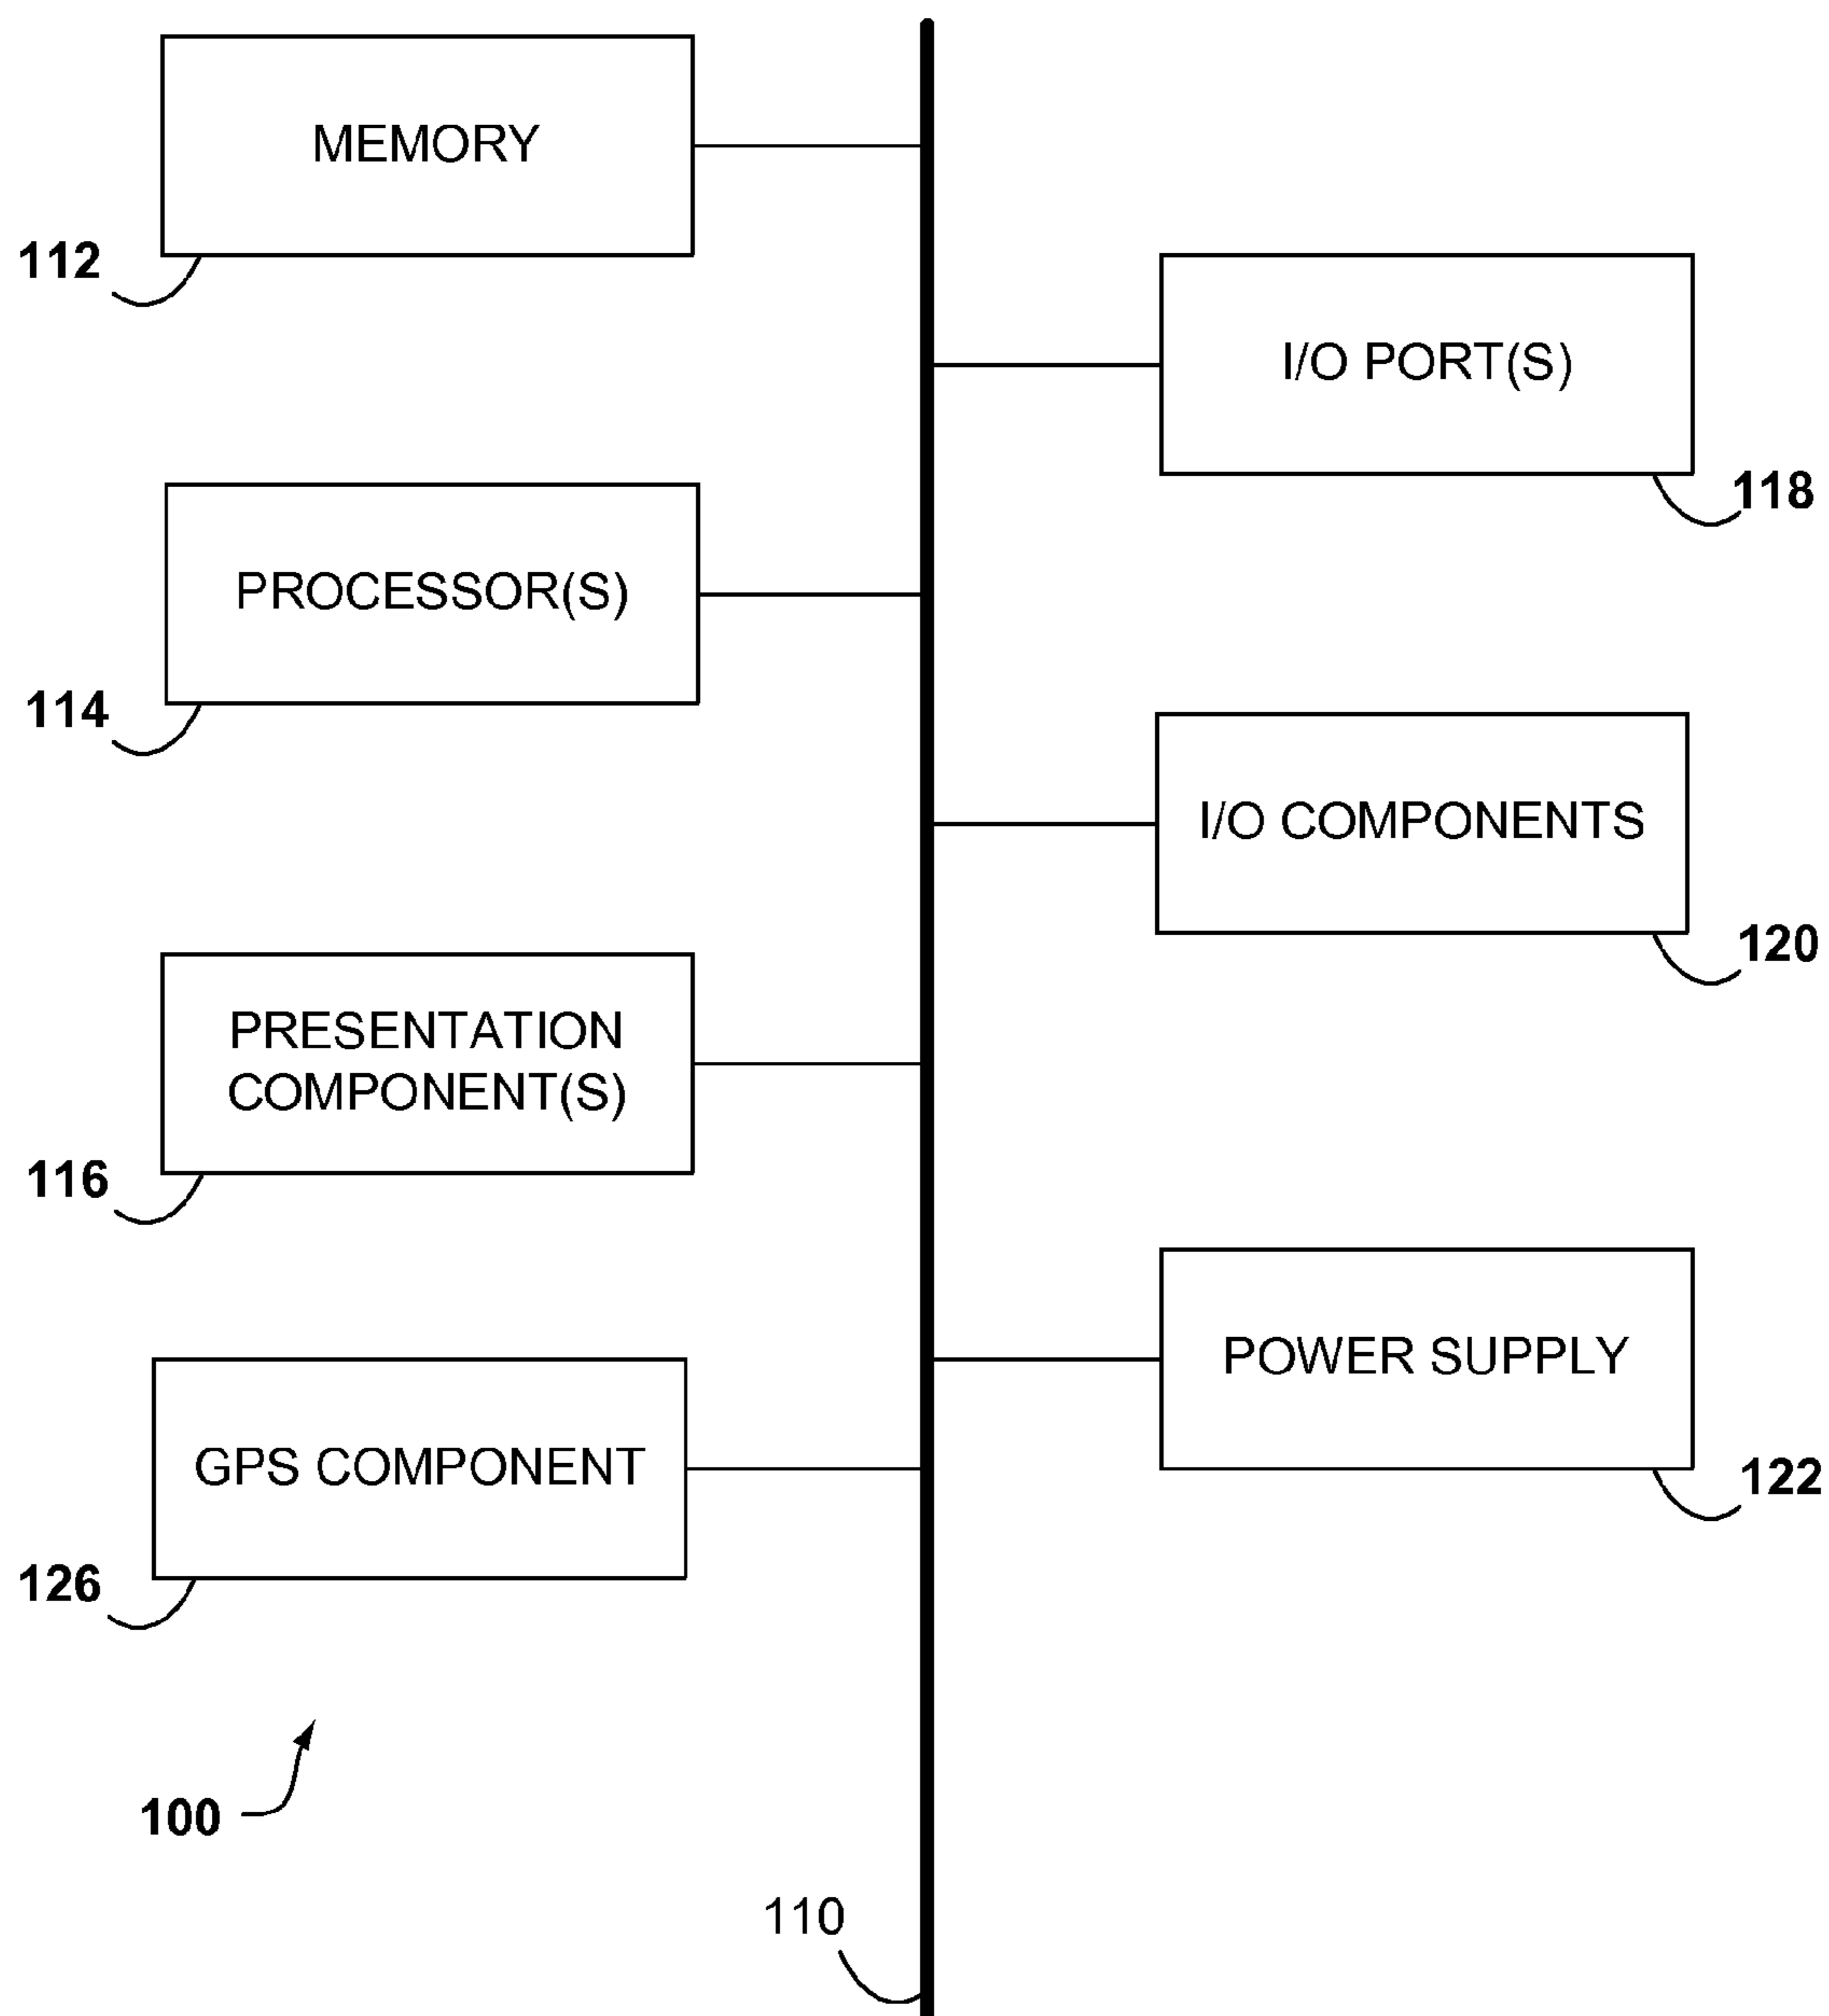 MEMORY
112
I/O PORT(S)
118
PROCESSOR(S)
114
I/O COMPONENTS
120
PRESENTATION
COMPONENT(S)
116
POWER SUPPLY
122
GPS COMPONENT
126
100
110